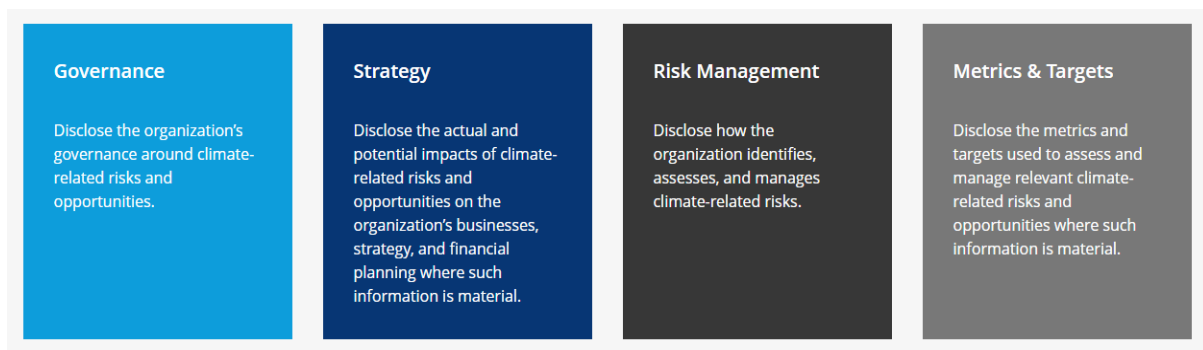 Governance
Disclose the organization's
governance around climate-
related risks and
opportunities.
Strategy
Disclose the actual and
potential impacts of climate-
related risks and
opportunities on the
organization's businesses,
strategy, and financial
planning where such
information is material.
Risk Management
Disclose how the
organization identifies,
assesses, and manages
climate-related risks.
Metrics & Targets
Disclose the metrics and
targets used to assess and
manage relevant climate-
related risks and
opportunities where such
information is material.